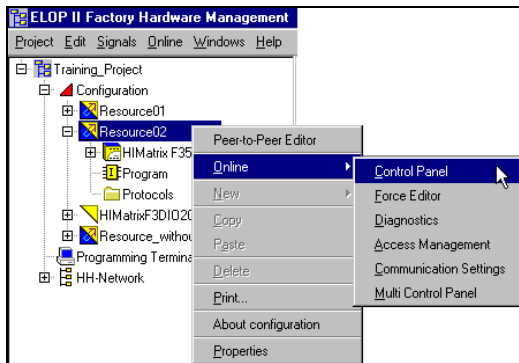 ELOP II Factory Hardware Management
Project Edit Signals Online Windows Help
Training_Project
Configuration
Resource01
Resource02
HIMatrix F35
Program
Protocols
HIMatrixF3DIO20
Resource_withou
Programming Termina
HH-Network
Peer-to-Peer Editor
Online
New
Copy
Paste
Delete
Print...
About configuration
Properties
Control Panel
Force Editor
Diagnostics
Access Management
Communication Settings
Multi Control Panel